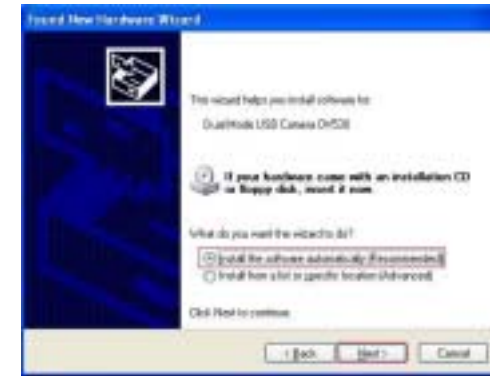 Found New Hardware Wizard
This wizard helps you install software for:
DualMode USB Camera
If your hardware came with an installation CD
or floppy disk, insert it now.
What do you want the wizard to do?
Install the software automatically (Recommended)
Install from a list or specific location (Advanced)
Click Next to continue.
< Back
Next >
Cancel